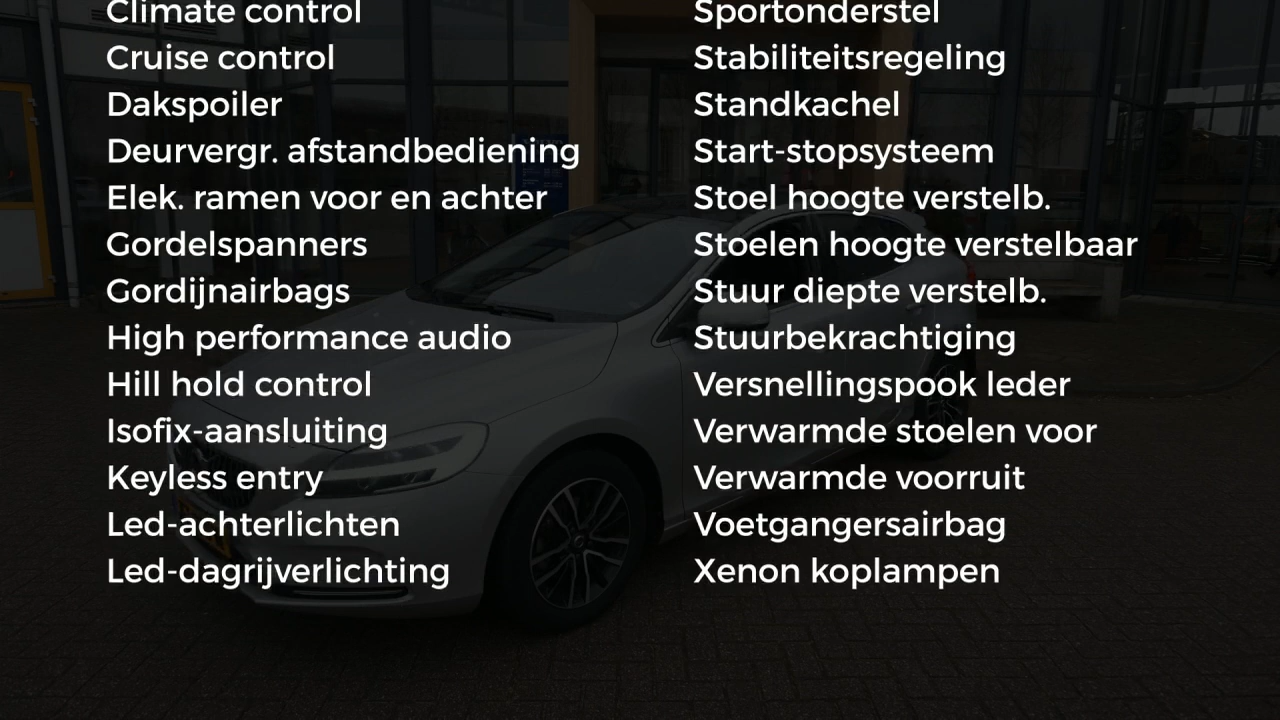 Climate control
Cruise control
Dakspoiler
Deurvergr. afstandbediening
Elek. ramen voor en achter
Gordelspanners
Gordijnairbags
High performance audio
Hill hold control
Isofix-aansluiting
Keyless entry
Led-achterlichten
Led-dagrijverlichting
Sportonderstel
Stabiliteitsregeling
Standkachel
Start-stopsysteem
Stoel hoogte verstelb.
Stoelen hoogte verstelbaar
Stuur diepte verstelb.
Stuurbekrachtiging
Versnellingspook leder
Verwarmde stoelen voor
Verwarmde voorruit
Voetgangersairbag
Xenon koplampen